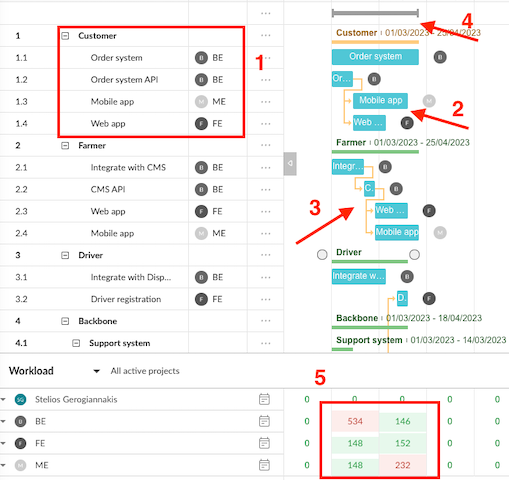 Customer 01/03/2023 - 25/04/2023 4
1 Customer 1
1.1 Order system B BE Order system B
1.2 Order system API B BE Or... B
1.3 Mobile app M ME Mobile app M 2
1.4 Web app F FE Web ... F
2 Farmer Farmer 01/03/2023 - 25/04/2023
2.1 Integrate with CMS B BE Integr... B
2.2 CMS API B BE C... B
2.3 Web app F FE Web ... F 3
2.4 Mobile app M ME Mobile app M
3 Driver Driver
3.1 Integrate with Disp... B BE Integrate w... B
3.2 Driver registration F FE D... F
4 Backbone Backbone 01/03/2023 - 18/04/2023
4.1 Support system Support system 01/03/2023 - 14/03/2023
Workload All active projects 5
SG Stelios Gerogiannakis 0 0 0 0 0
B BE 0 534 146 0 0
F FE 0 148 152 0 0
M ME 0 148 232 0 0